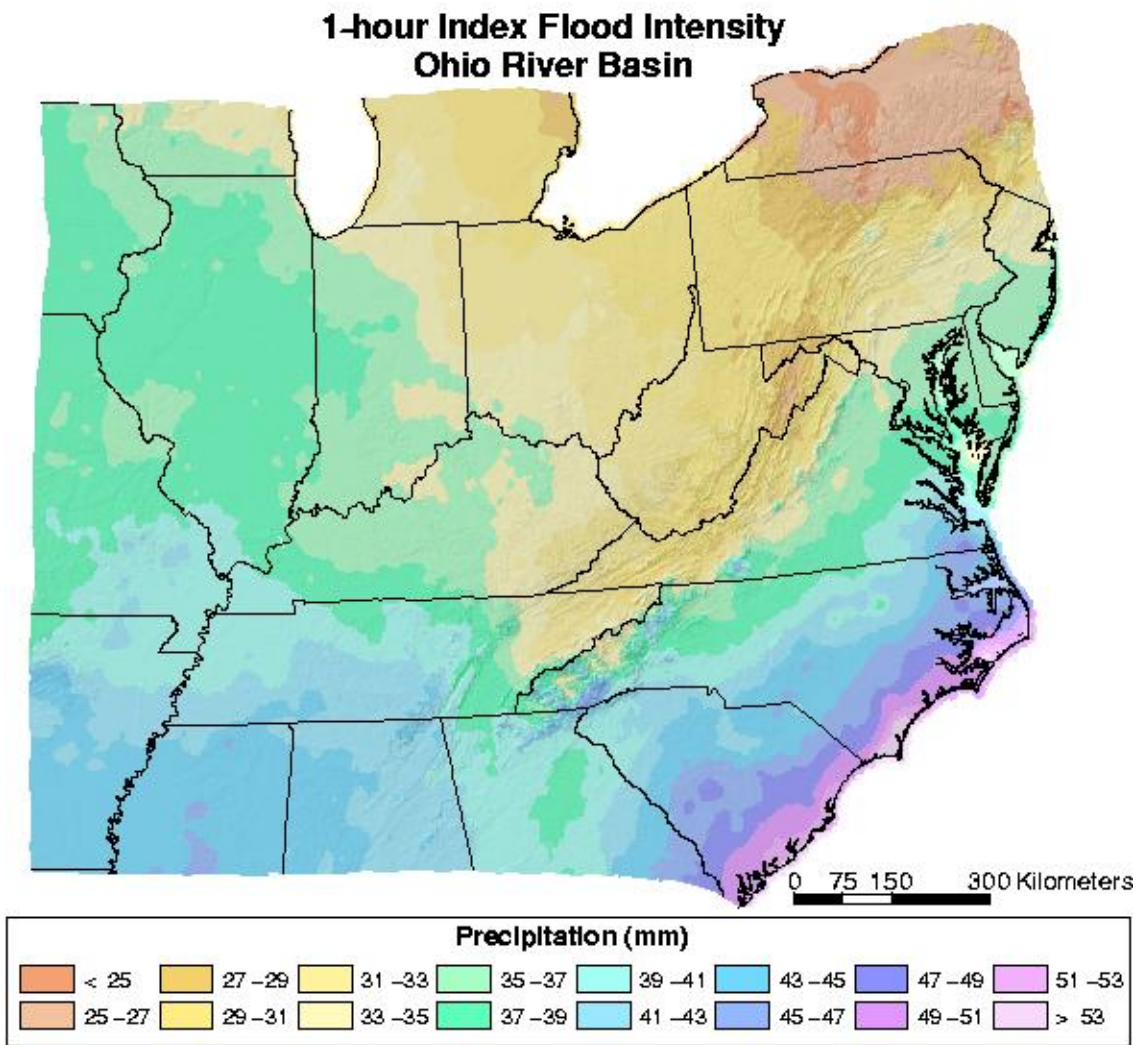 1-hour Index Flood Intensity
Ohio River Basin
0 75 150 300 Kilometers
Precipitation (mm)
< 25 27 -29 31 -33 35 -37 39 -41 43 -45 47 -49 51 -53
25 -27 29 -31 33 -35 37 -39 41 -43 45 -47 49 -51 > 53